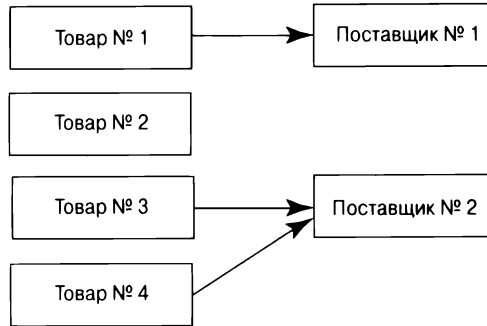 Товар № 1
Поставщик № 1
Товар № 2
Товар № 3
Поставщик № 2
Товар № 4